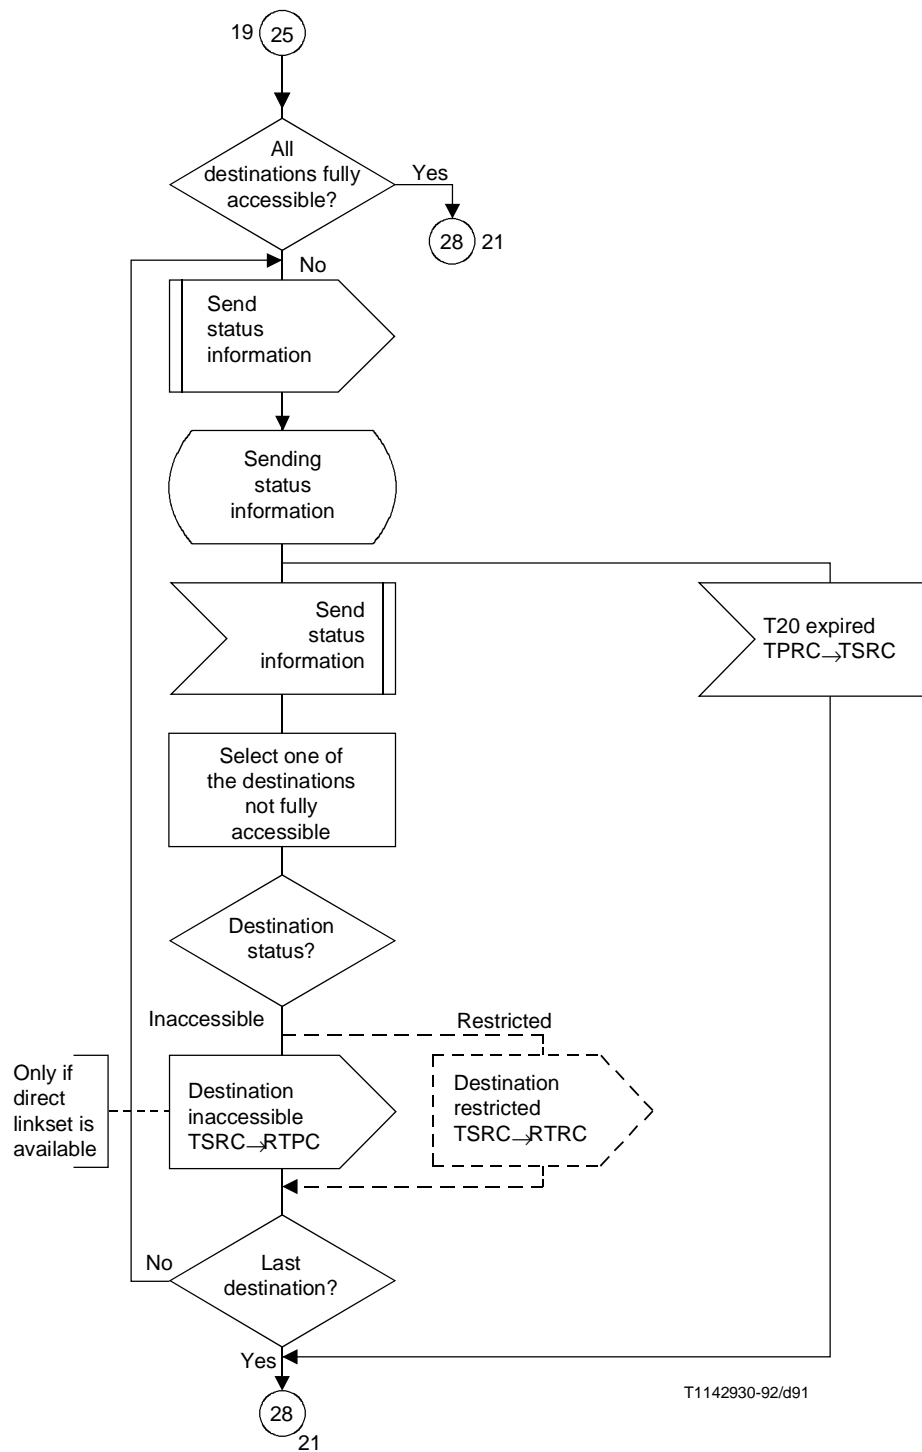 19 25
All
destinations fully
accessible?
Yes
28 21
No
Send
status
information
Sending
status
information
Send
status
information
T20 expired
TPRC→TSRC
Select one of
the destinations
not fully
accessible
Destination
status?
Inaccessible
Restricted
Only if
direct
linkset is
available
Destination
inaccessible
TSRC→RTPC
Destination
restricted
TSRC→RTRC
No
Last
destination?
Yes
28
21
T1142930-92/d91